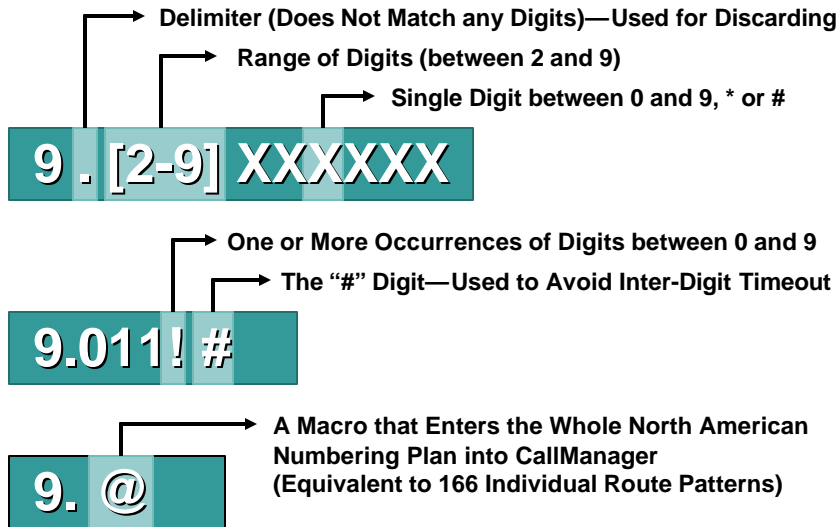 Delimiter (Does Not Match any Digits)—Used for Discarding
Range of Digits (between 2 and 9)
Single Digit between 0 and 9, * or #
9 . [2-9] XXXXXX
One or More Occurrences of Digits between 0 and 9
The “#” Digit—Used to Avoid Inter-Digit Timeout
9.011! #
A Macro that Enters the Whole North American
Numbering Plan into CallManager
(Equivalent to 166 Individual Route Patterns)
9. @